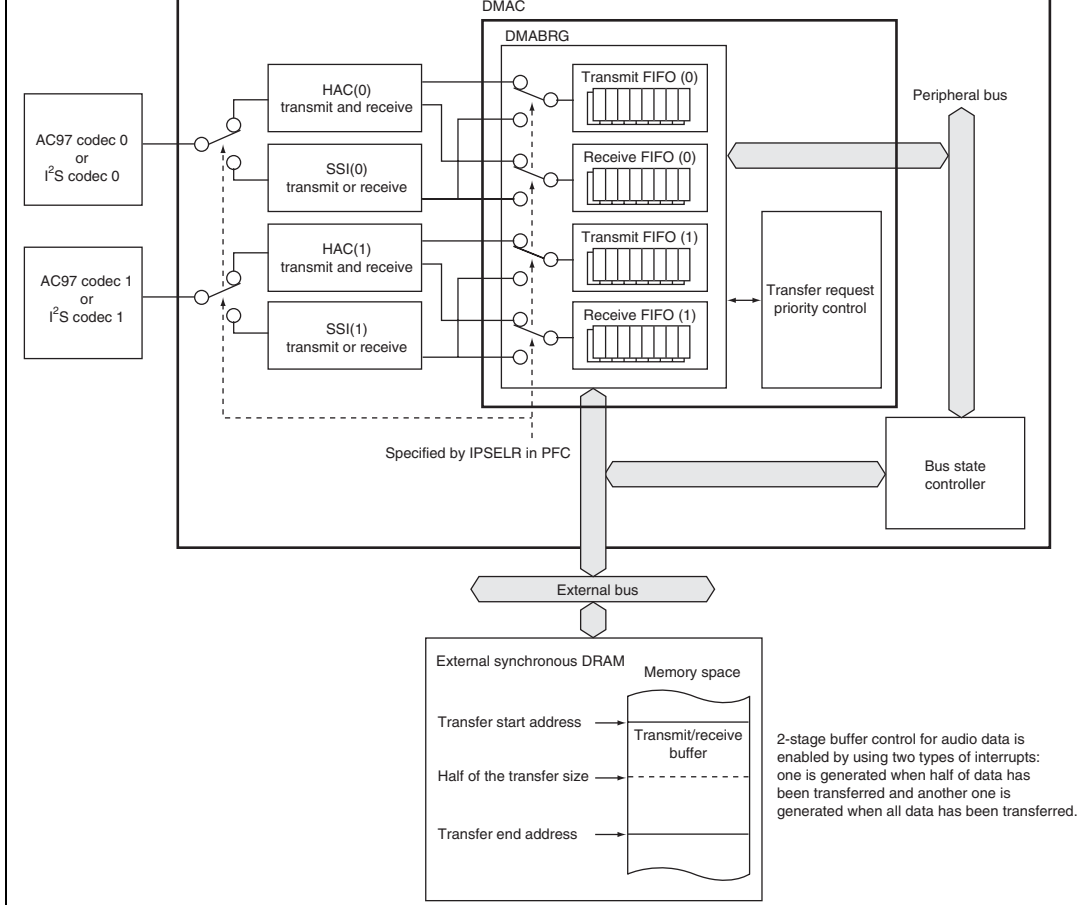 DMAC
DMABRG
HAC(0)
transmit and receive
Transmit FIFO (0)
Peripheral bus
AC97 codec 0
or
I²S codec 0
SSI(0)
transmit or receive
Receive FIFO (0)
HAC(1)
transmit and receive
Transmit FIFO (1)
AC97 codec 1
or
I²S codec 1
Transfer request
priority control
SSI(1)
transmit or receive
Receive FIFO (1)
Specified by IPSELR in PFC
Bus state
controller
External bus
External synchronous DRAM
Memory space
Transfer start address
Transmit/receive
buffer
Half of the transfer size
Transfer end address
2-stage buffer control for audio data is
enabled by using two types of interrupts:
one is generated when half of data has
been transferred and another one is
generated when all data has been transferred.